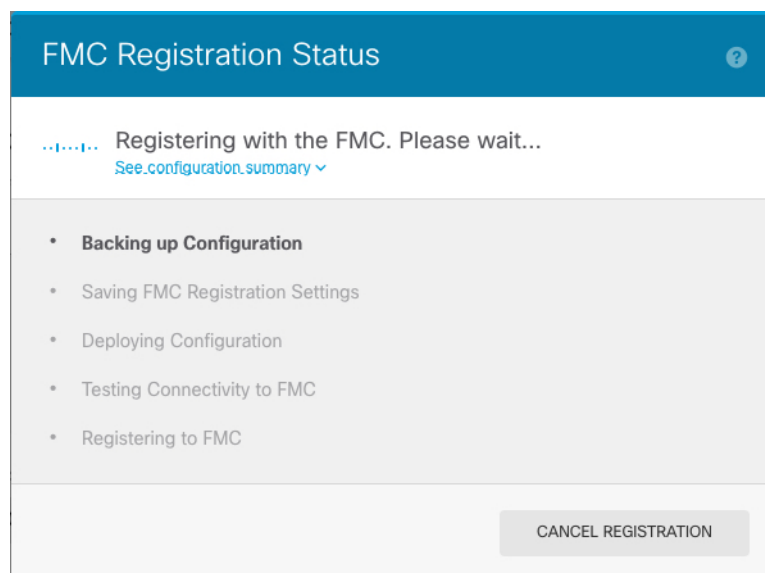 FMC Registration Status
?
Registering with the FMC. Please wait...
See configuration summary
• Backing up Configuration
• Saving FMC Registration Settings
• Deploying Configuration
• Testing Connectivity to FMC
• Registering to FMC
CANCEL REGISTRATION